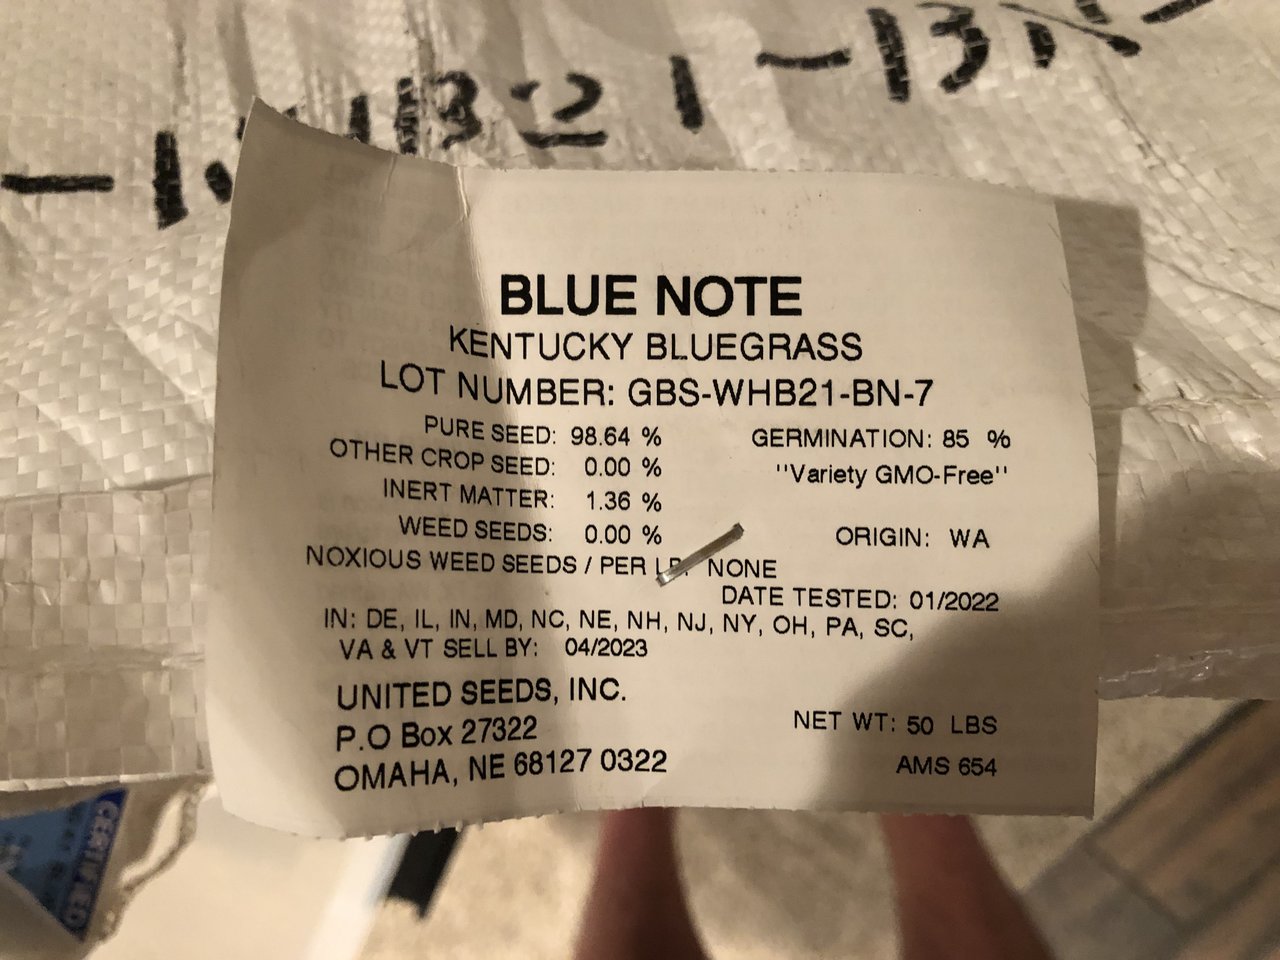 BLUE NOTE
KENTUCKY BLUEGRASS
LOT NUMBER: GBS-WHB21-BN-7
PURE SEED: 98.64 % GERMINATION: 85 %
OTHER CROP SEED: 0.00 % "Variety GMO-Free"
INERT MATTER: 1.36 %
WEED SEEDS: 0.00 % ORIGIN: WA
NOXIOUS WEED SEEDS / PER LB: NONE
DATE TESTED: 01/2022
IN: DE, IL, IN, MD, NC, NE, NH, NJ, NY, OH, PA, SC,
VA & VT SELL BY: 04/2023
UNITED SEEDS, INC.
P.O Box 27322 NET WT: 50 LBS
OMAHA, NE 68127 0322 AMS 654
CERTIFIED